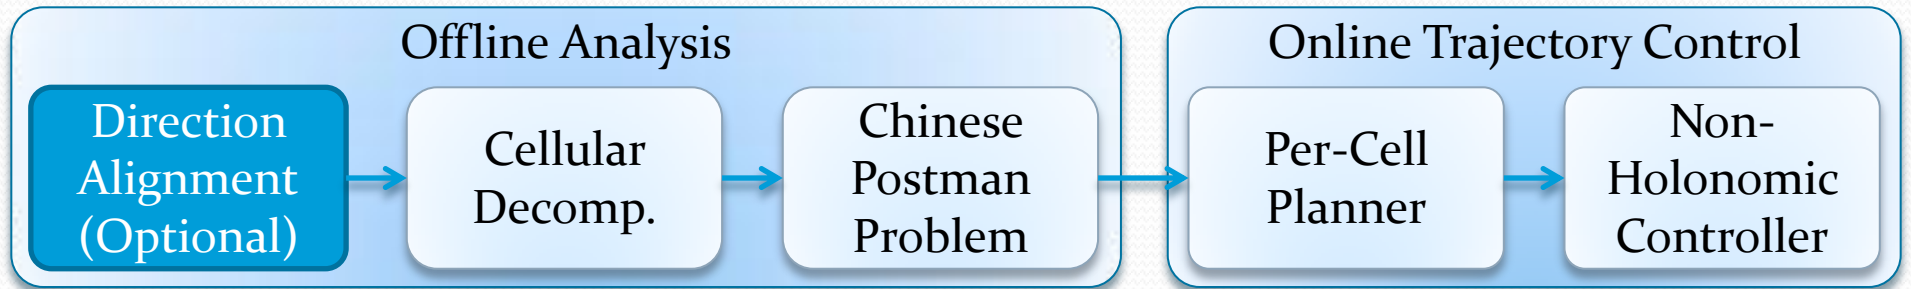 Offline Analysis
Direction
Alignment
(Optional)
Cellular
Decomp.
Chinese
Postman
Problem
Online Trajectory Control
Per-Cell
Planner
Non-
Holonomic
Controller